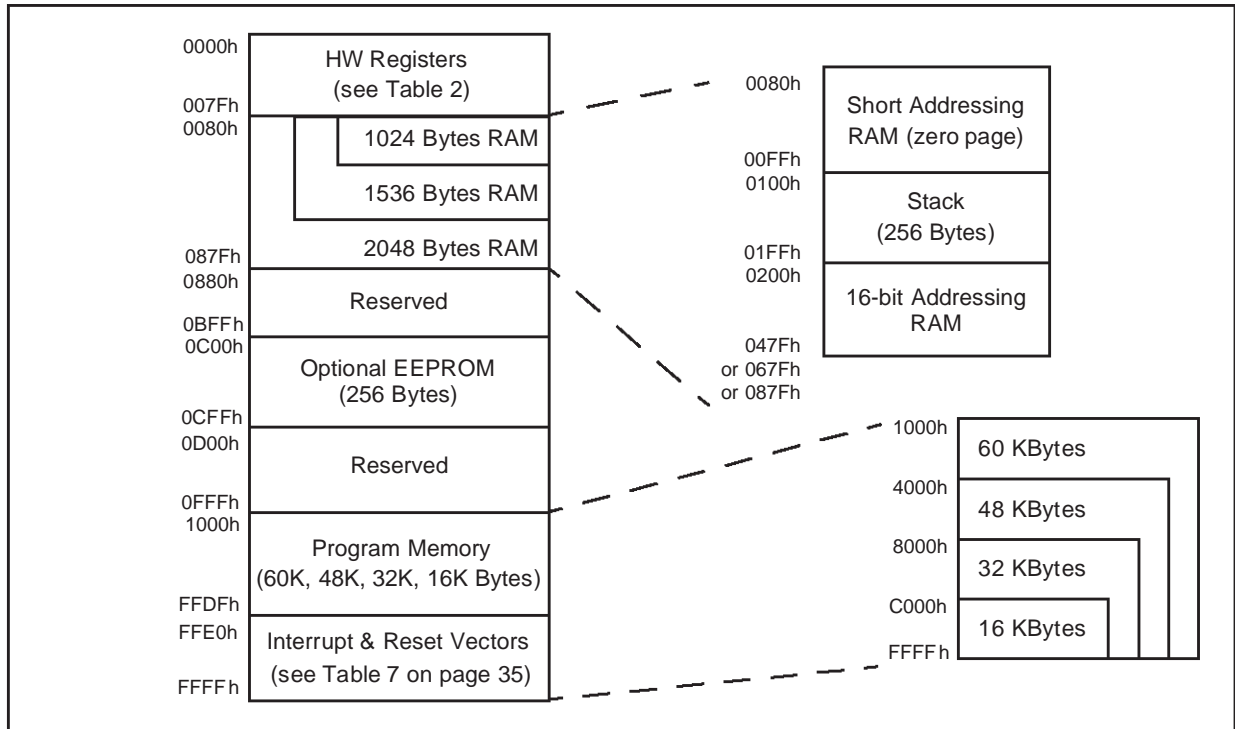 0000h
HW Registers
(see Table 2)
007Fh
0080h
1024 Bytes RAM
1536 Bytes RAM
2048 Bytes RAM
087Fh
0880h
Reserved
0BFFh
0C00h
Optional EEPROM
(256 Bytes)
0CFFh
0D00h
Reserved
0FFFh
1000h
Program Memory
(60K, 48K, 32K, 16K Bytes)
FFDFh
FFE0h
Interrupt & Reset Vectors
(see Table 7 on page 35)
FFFFh
0080h
Short Addressing
RAM (zero page)
00FFh
0100h
Stack
(256 Bytes)
01FFh
0200h
16-bit Addressing
RAM
047Fh
or 067Fh
or 087Fh
1000h
60 KBytes
4000h
48 KBytes
8000h
32 KBytes
C000h
16 KBytes
FFFFh